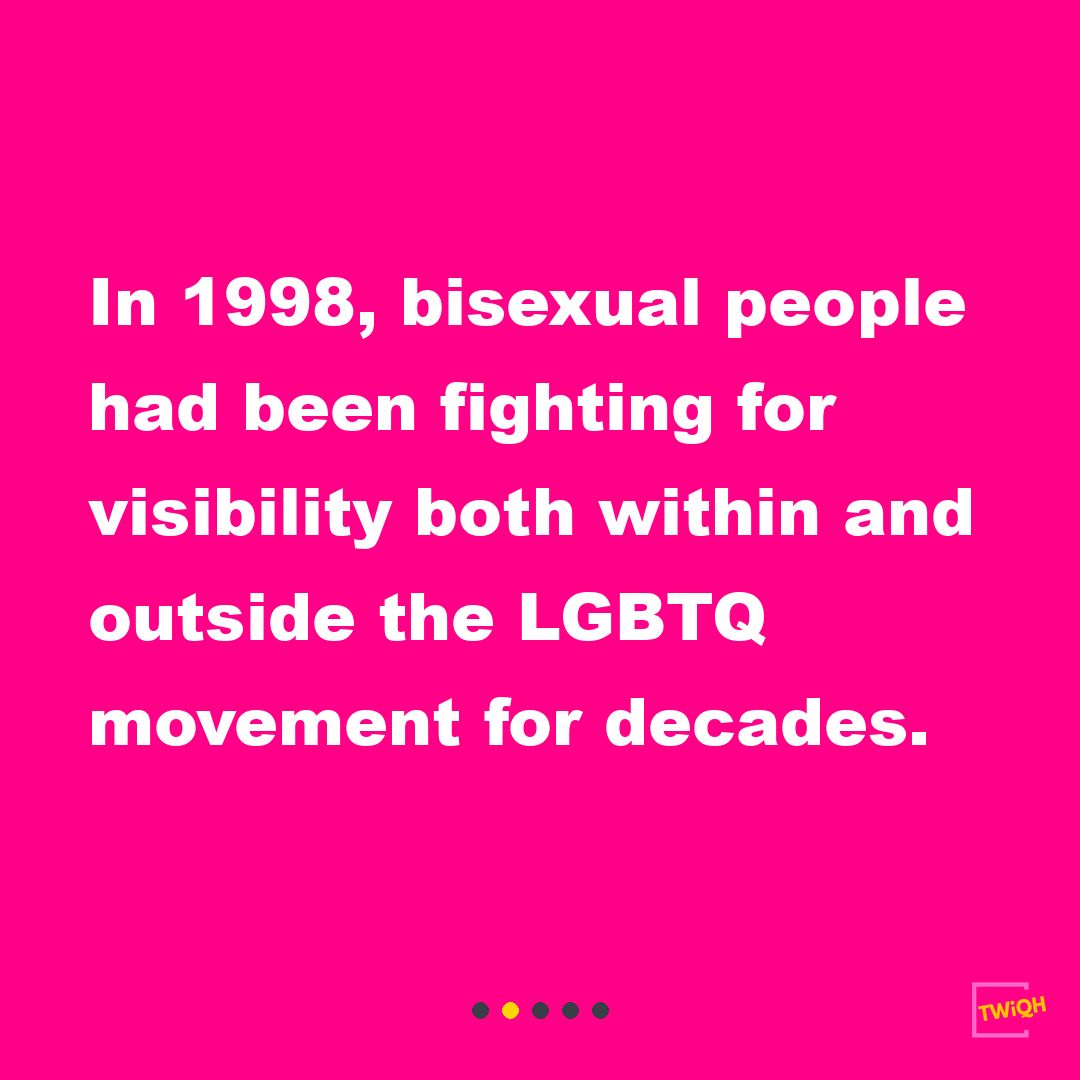 In 1998, bisexual people
had been fighting for
visibility both within and
outside the LGBTQ
movement for decades.
TWiQH